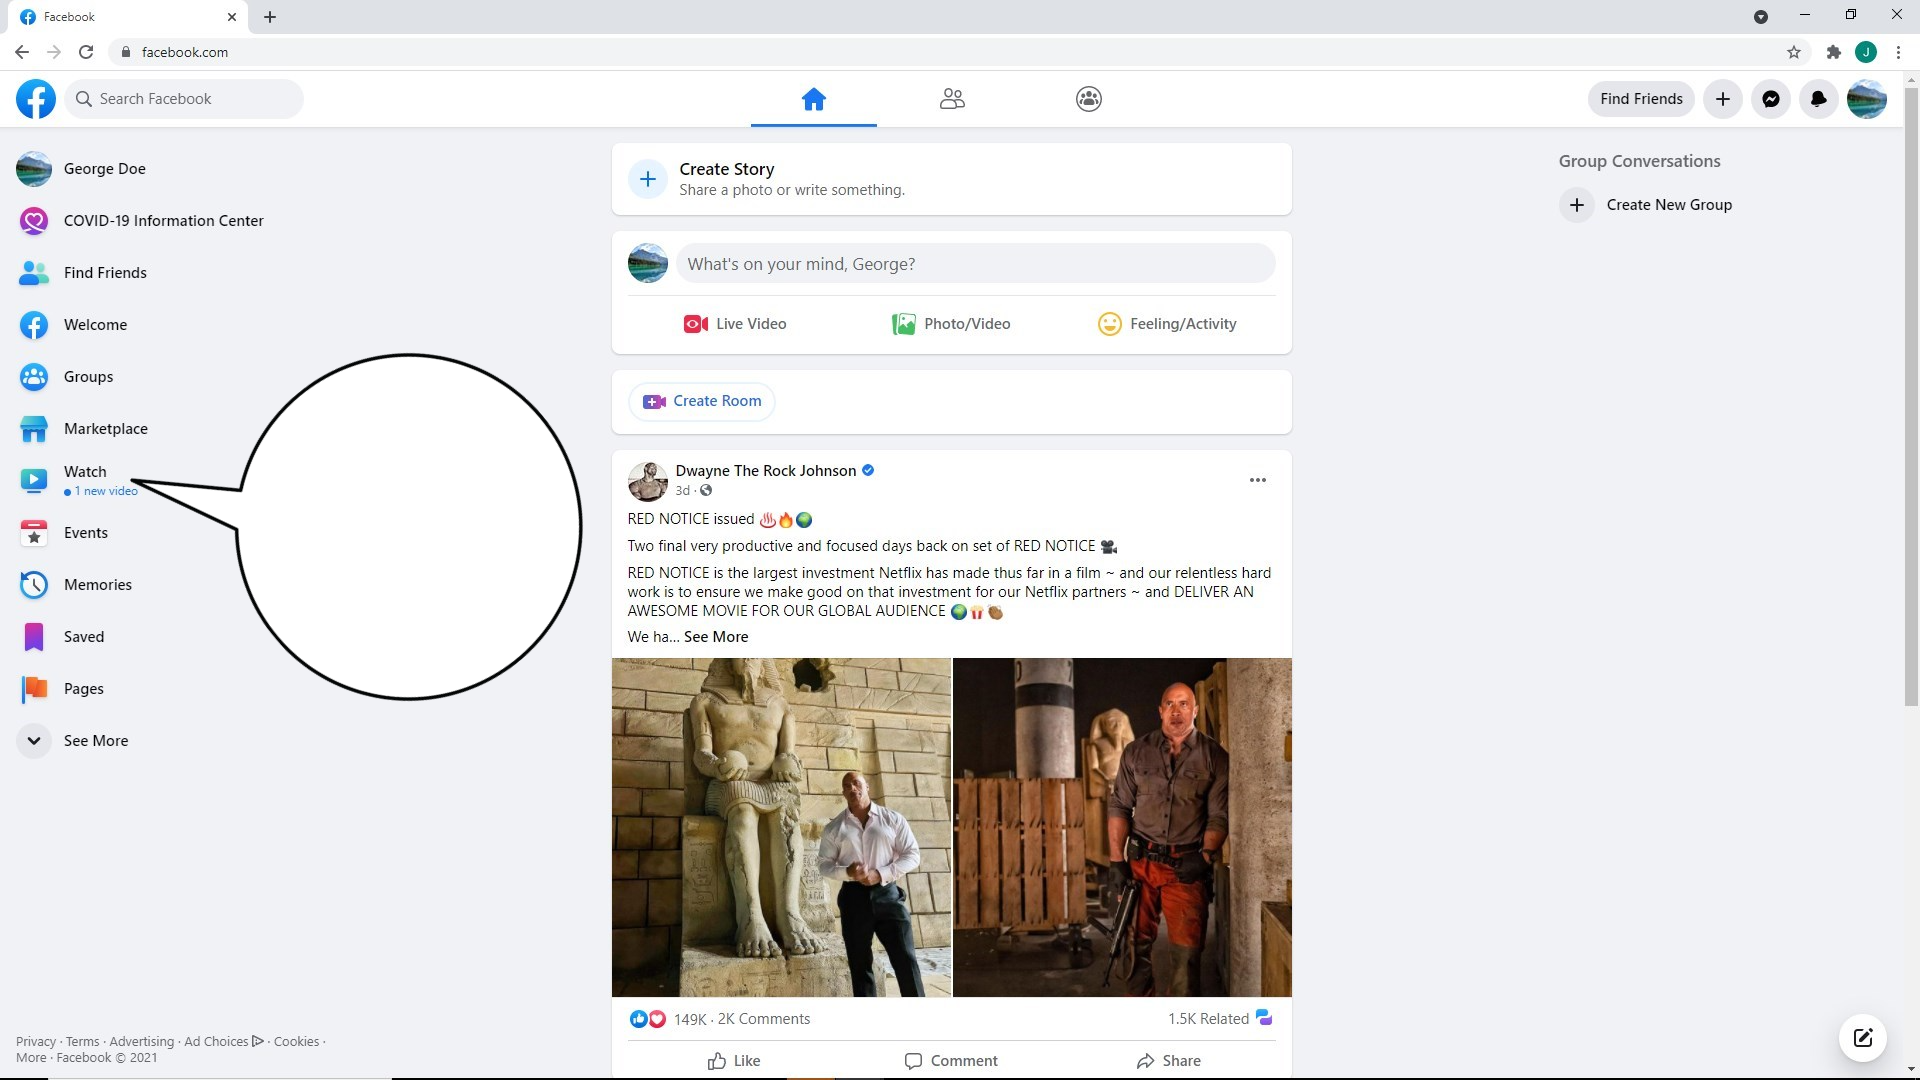 Facebook
facebook.com
Search Facebook
Find Friends
George Doe
COVID-19 Information Center
Find Friends
Welcome
Groups
Marketplace
Watch
1 new video
Events
Memories
Saved
Pages
See More
Privacy · Terms · Advertising · Ad Choices · Cookies ·
More · Facebook © 2021
Create Story
Share a photo or write something.
What's on your mind, George?
Live Video
Photo/Video
Feeling/Activity
Create Room
Dwayne The Rock Johnson
3d ·
RED NOTICE issued ♨️🔥🌍
Two final very productive and focused days back on set of RED NOTICE 🎥
RED NOTICE is the largest investment Netflix has made thus far in a film ~ and our relentless hard
work is to ensure we make good on that investment for our Netflix partners ~ and DELIVER AN
AWESOME MOVIE FOR OUR GLOBAL AUDIENCE 🌍🍿👏🏾
We ha... See More
149K · 2K Comments
1.5K Related
Like
Comment
Share
Group Conversations
Create New Group
J